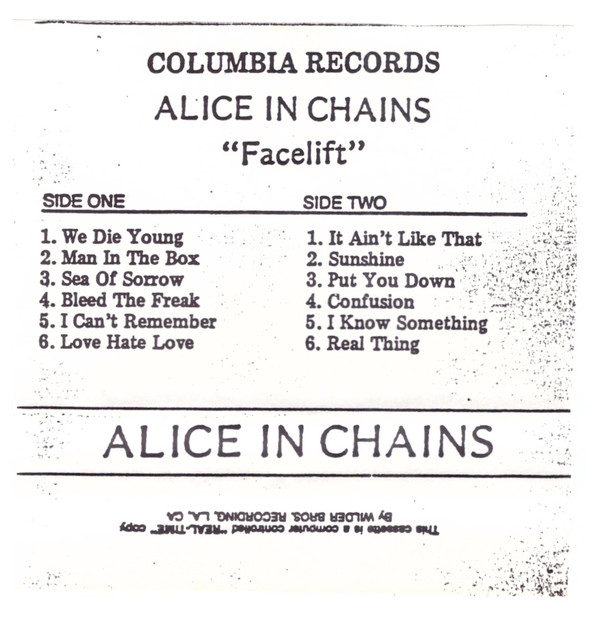 COLUMBIA RECORDS
ALICE IN CHAINS
“Facelift”
SIDE ONE
1. We Die Young
2. Man In The Box
3. Sea Of Sorrow
4. Bleed The Freak
5. I Can't Remember
6. Love Hate Love
SIDE TWO
1. It Ain't Like That
2. Sunshine
3. Put You Down
4. Confusion
5. I Know Something
6. Real Thing
ALICE IN CHAINS
This cassette is a computer controlled "REAL-TIME" copy
By WILDER BROS. RECORDING, L.A., CA